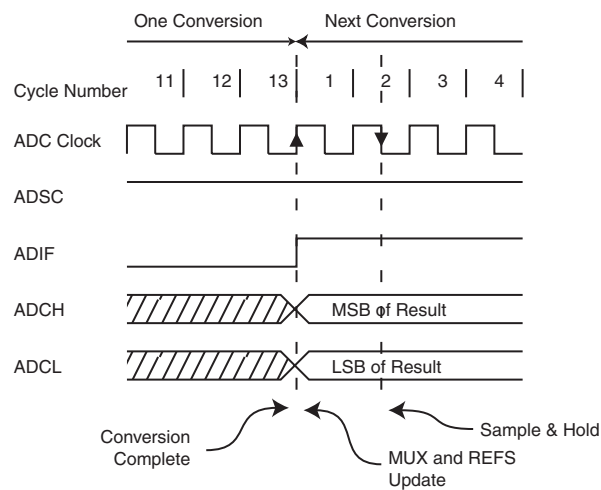 One Conversion Next Conversion
Cycle Number 11 12 13 1 2 3 4
ADC Clock
ADSC
ADIF
ADCH MSB of Result
ADCL LSB of Result
Conversion
Complete
MUX and REFS
Update
Sample & Hold